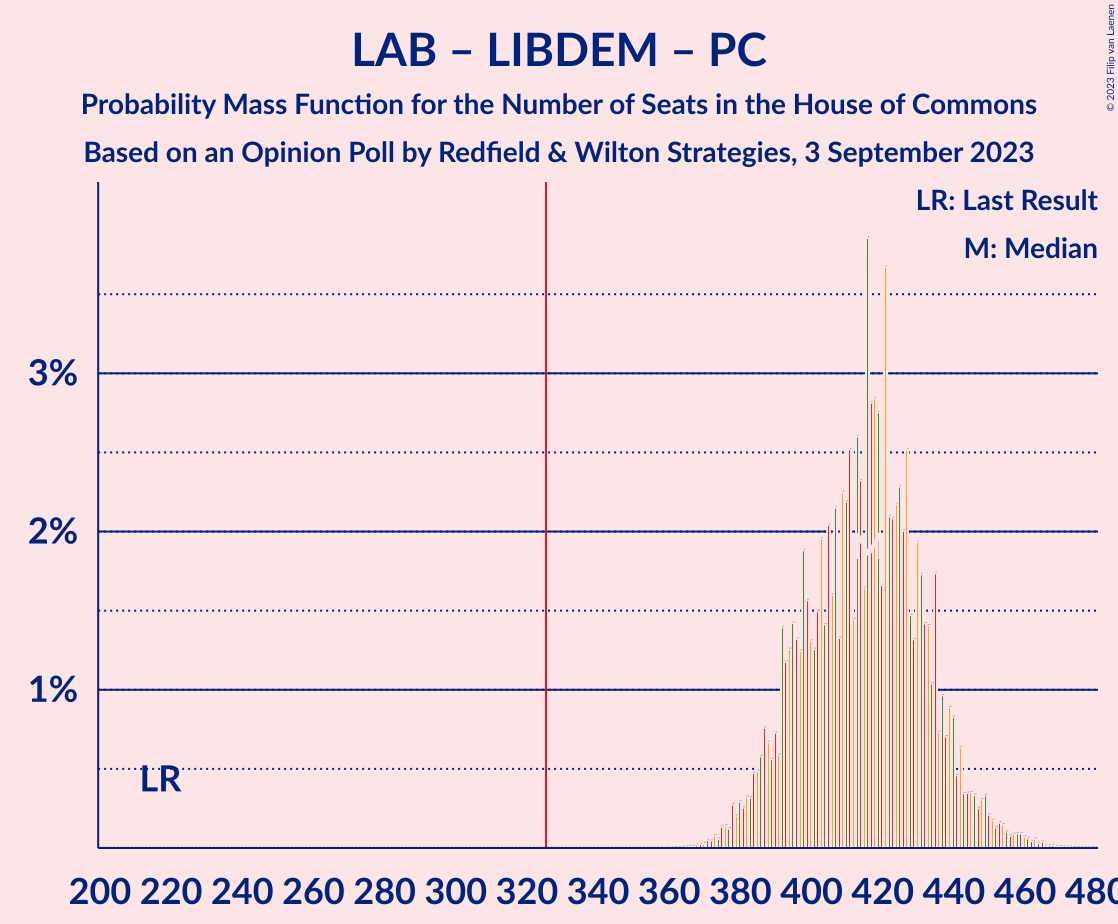 LAB – LIBDEM – PC
Probability Mass Function for the Number of Seats in the House of Commons
Based on an Opinion Poll by Redfield & Wilton Strategies, 3 September 2023
© 2023 Filip van Laenen
LR: Last Result
M: Median
3%
2%
1%
LR
200 220 240 260 280 300 320 340 360 380 400 420 440 460 480